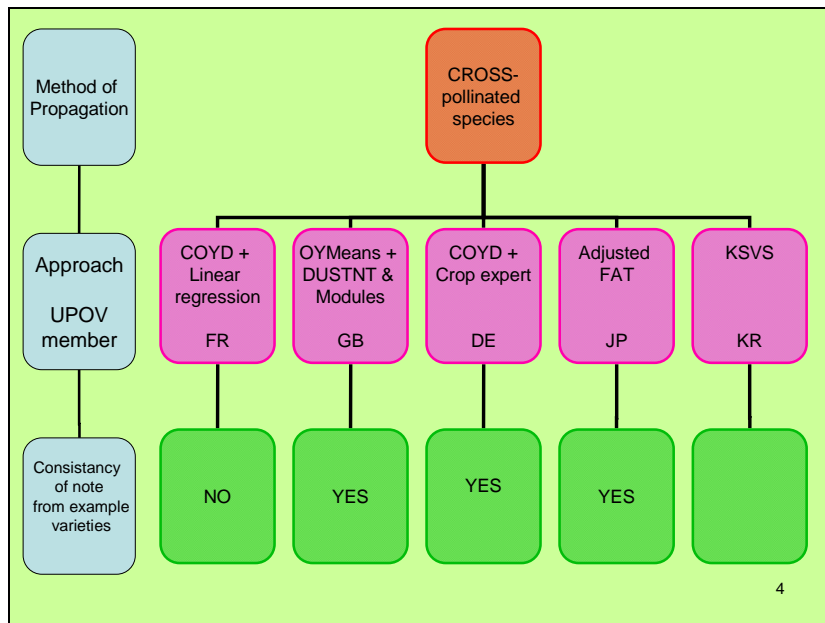 Method of
Propagation
CROSS-
pollinated
species
Approach
UPOV
member
COYD +
Linear
regression
FR
OYMeans +
DUSTNT &
Modules
GB
COYD +
Crop expert
DE
Adjusted
FAT
JP
KSVS
KR
Consistancy
of note
from example
varieties
NO
YES
YES
YES
4